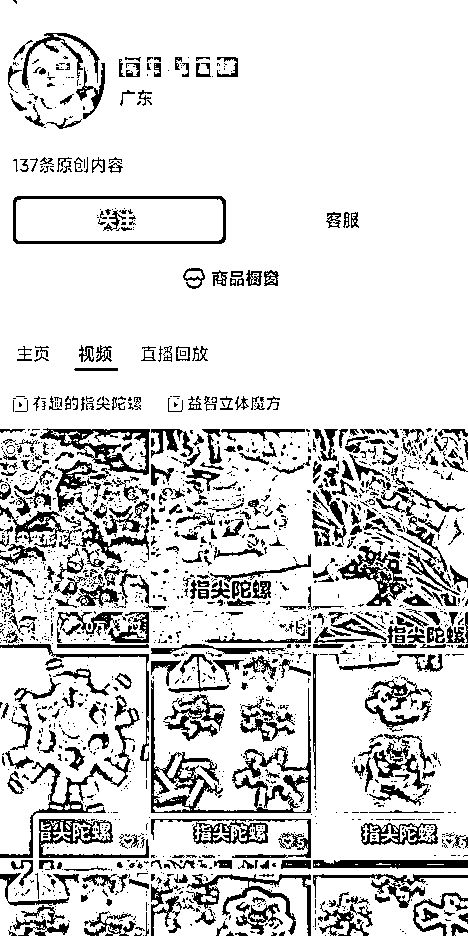 广东
137条原创内容
关注
客服
商品橱窗
主页 视频 直播回放
有趣的指尖陀螺 益智立体魔方
指尖陀螺
指尖陀螺
指尖陀螺 指尖陀螺 指尖陀螺